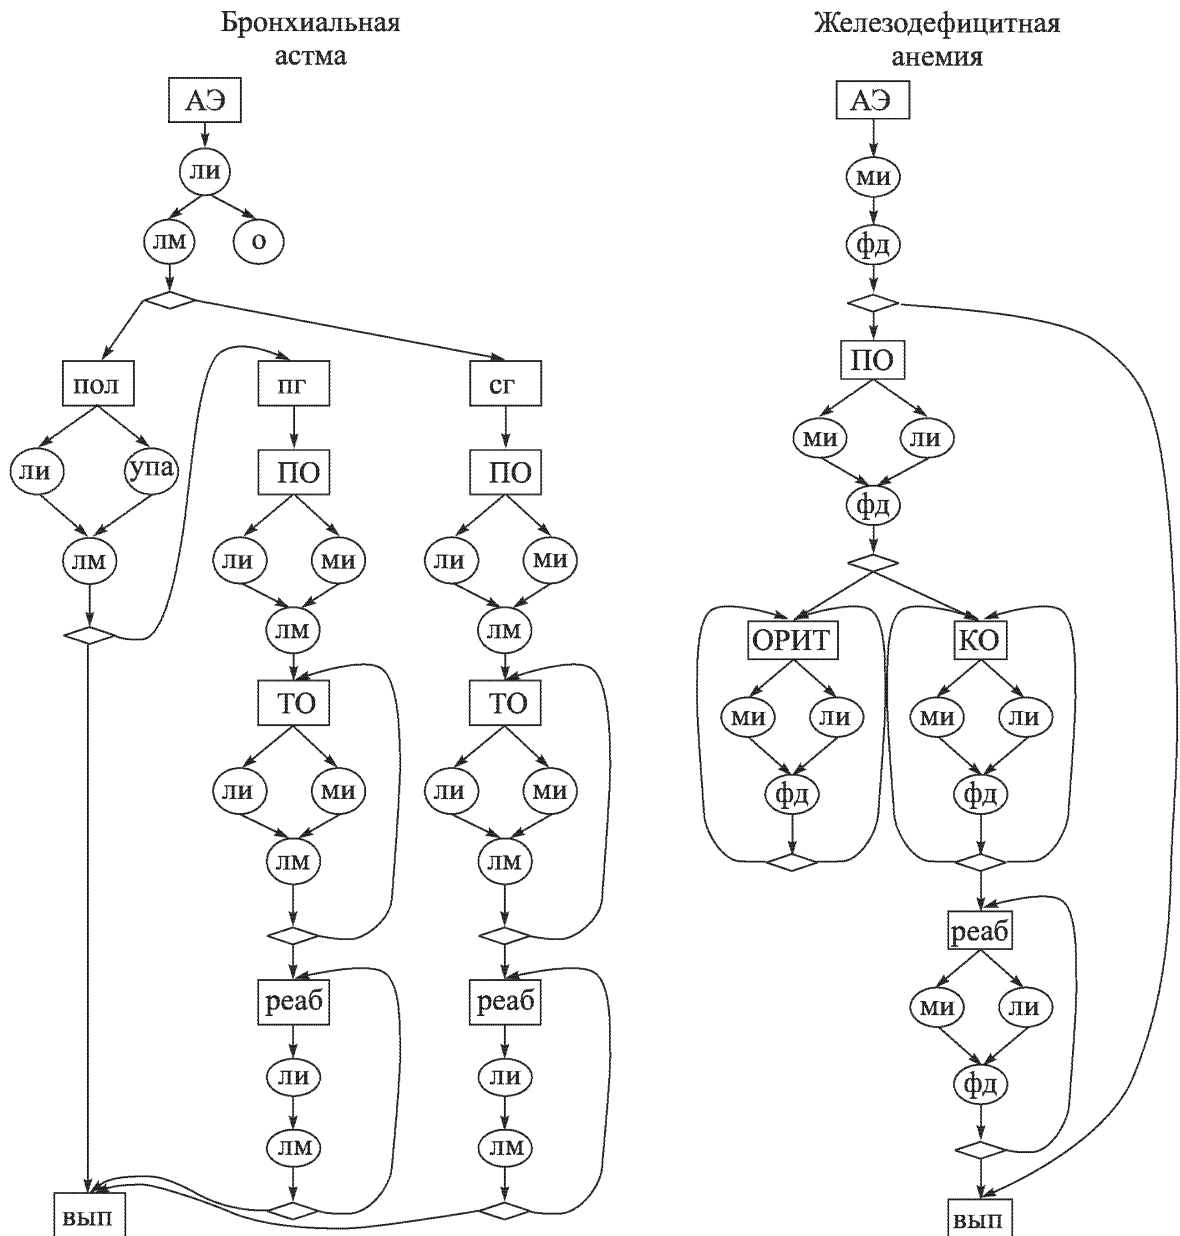 Бронхиальная
астма
АЭ
ли
лм
о
пол
пг
сг
ли
упа
ПО
ПО
лм
ли
ми
ли
ми
лм
лм
ТО
ТО
ли
ми
ли
ми
лм
лм
реаб
реаб
ли
ли
лм
лм
вып
Железодефицитная
анемия
АЭ
ми
фд
ПО
ми
ли
фд
ОРИТ
КО
ми
ли
ми
ли
фд
фд
реаб
ми
ли
фд
вып